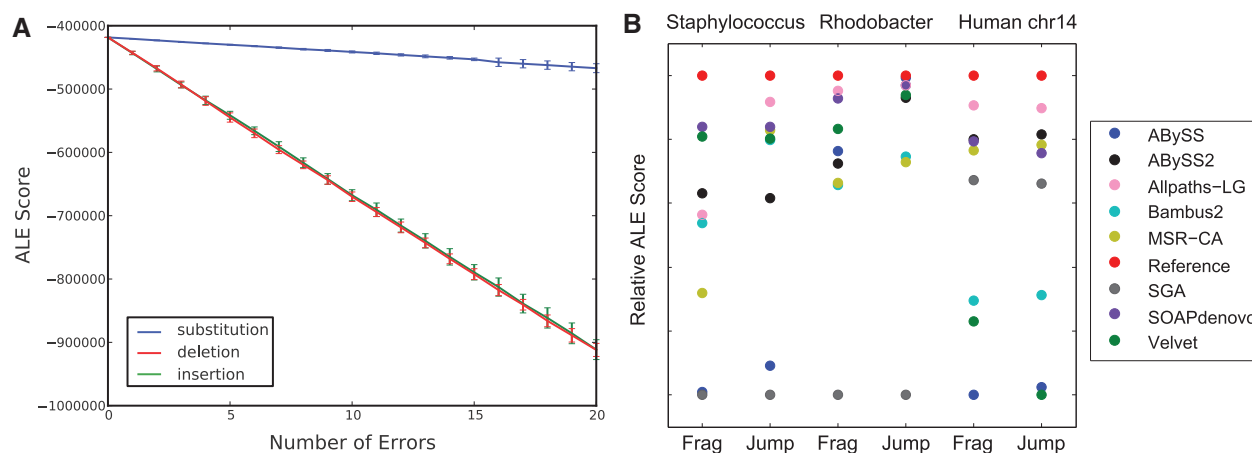 A
ALE Score
−400000
−500000
−600000
−700000
−800000
−900000
−1000000
substitution
deletion
insertion
0 5 10 15 20
Number of Errors
B
Staphylococcus Rhodobacter Human chr14
Relative ALE Score
Frag Jump Frag Jump Frag Jump
ABySS
ABySS2
Allpaths-LG
Bambus2
MSR-CA
Reference
SGA
SOAPdenovo
Velvet